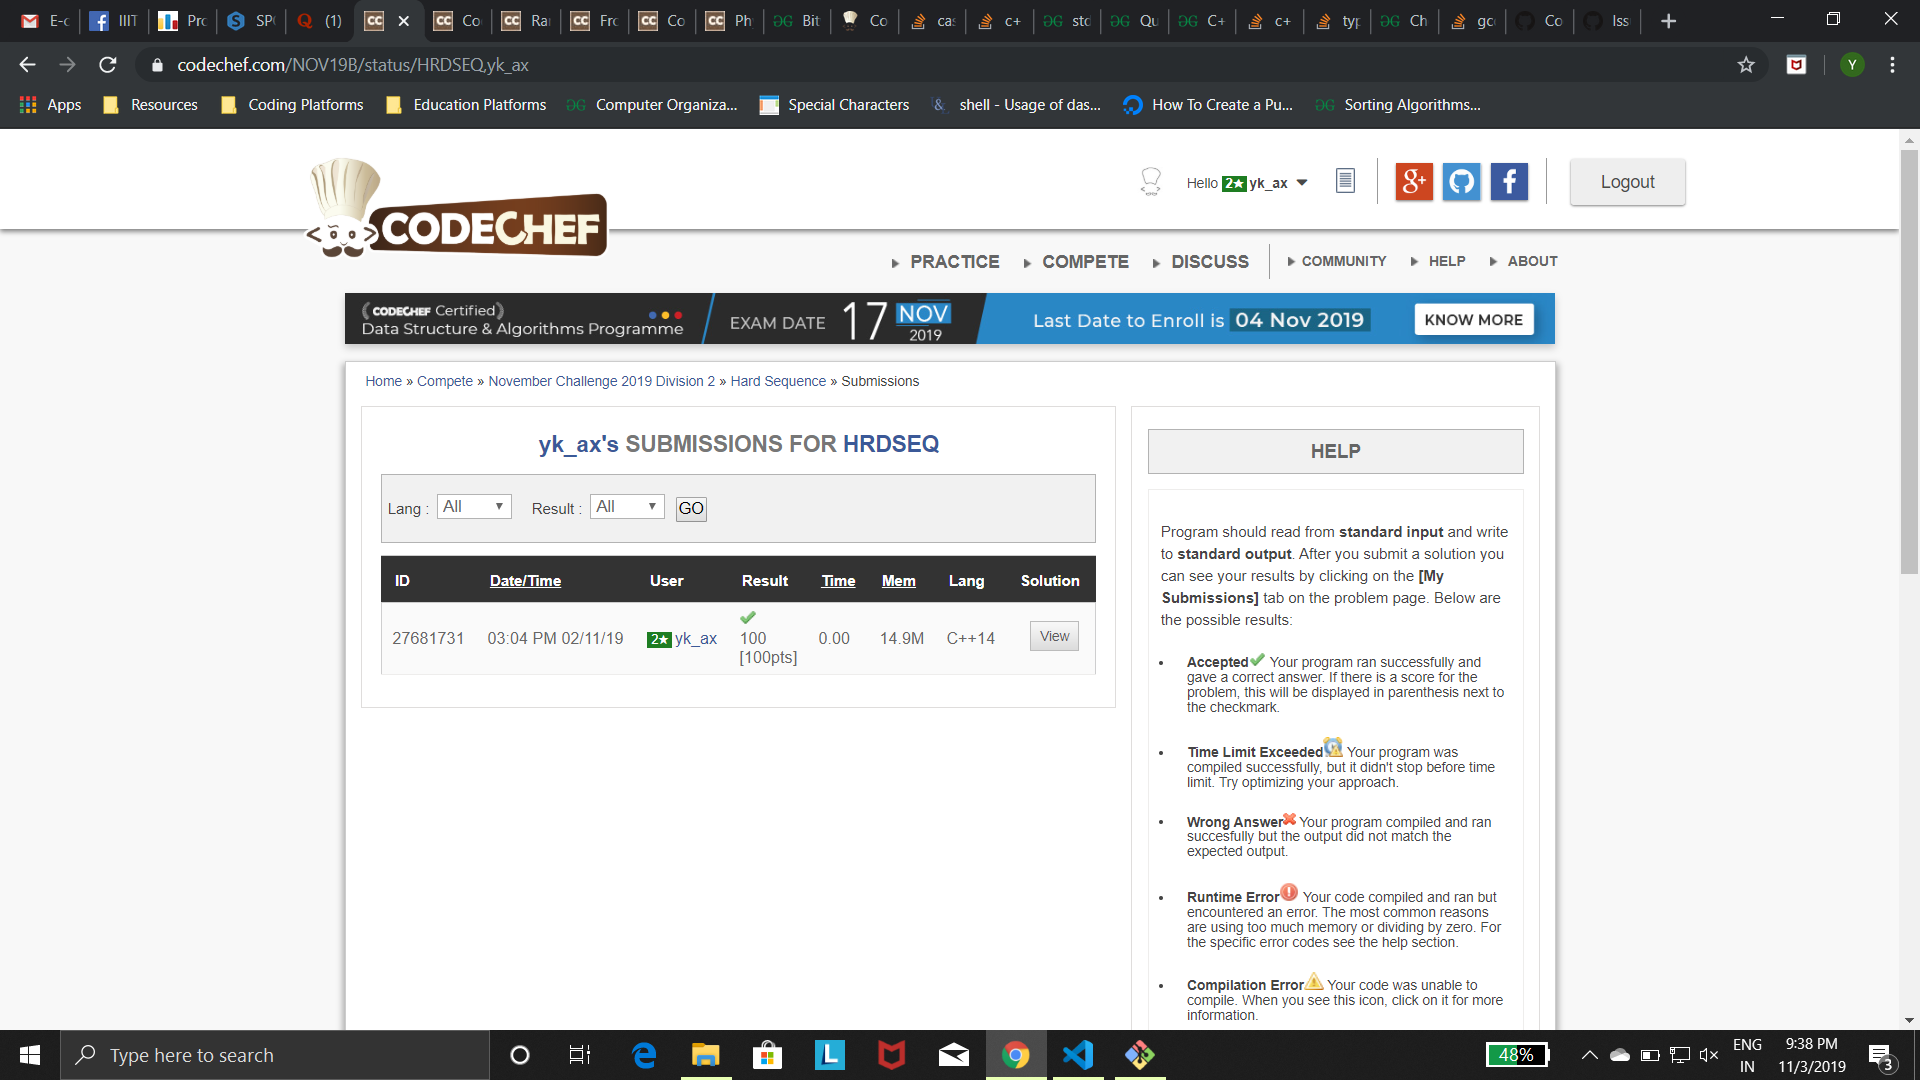 E-c IIIT Pro SPO (1) Co Ra Fro Co Ph Bit Co cas c+ std Qu C+ c+ typ Ch gcc Co Iss
codechef.com/NOV19B/status/HRDSEQ,yk_ax
Y
Apps Resources Coding Platforms Education Platforms Computer Organiza... Special Characters shell - Usage of das... How To Create a Pu... Sorting Algorithms...
CODECHEF
Hello 2★ yk_ax
Logout
PRACTICE COMPETE DISCUSS COMMUNITY HELP ABOUT
(CODECHEF Certified)
Data Structure & Algorithms Programme
EXAM DATE 17 NOV 2019
Last Date to Enroll is 04 Nov 2019 KNOW MORE
Home » Compete » November Challenge 2019 Division 2 » Hard Sequence » Submissions
yk_ax's SUBMISSIONS FOR HRDSEQ
Lang : All Result : All GO
ID Date/Time User Result Time Mem Lang Solution
27681731 03:04 PM 02/11/19 2★ yk_ax 100 0.00 14.9M C++14 View
[100pts]
HELP
Program should read from standard input and write
to standard output. After you submit a solution you
can see your results by clicking on the [My
Submissions] tab on the problem page. Below are
the possible results:
Accepted Your program ran successfully and
gave a correct answer. If there is a score for the
problem, this will be displayed in parenthesis next to
the checkmark.
Time Limit Exceeded Your program was
compiled successfully, but it didn't stop before time
limit. Try optimizing your approach.
Wrong Answer Your program compiled and ran
succesfully but the output did not match the
expected output.
Runtime Error Your code compiled and ran but
encountered an error. The most common reasons
are using too much memory or dividing by zero. For
the specific error codes see the help section.
Compilation Error Your code was unable to
compile. When you see this icon, click on it for more
information.
Type here to search
48%
ENG
IN
9:38 PM
11/3/2019
3